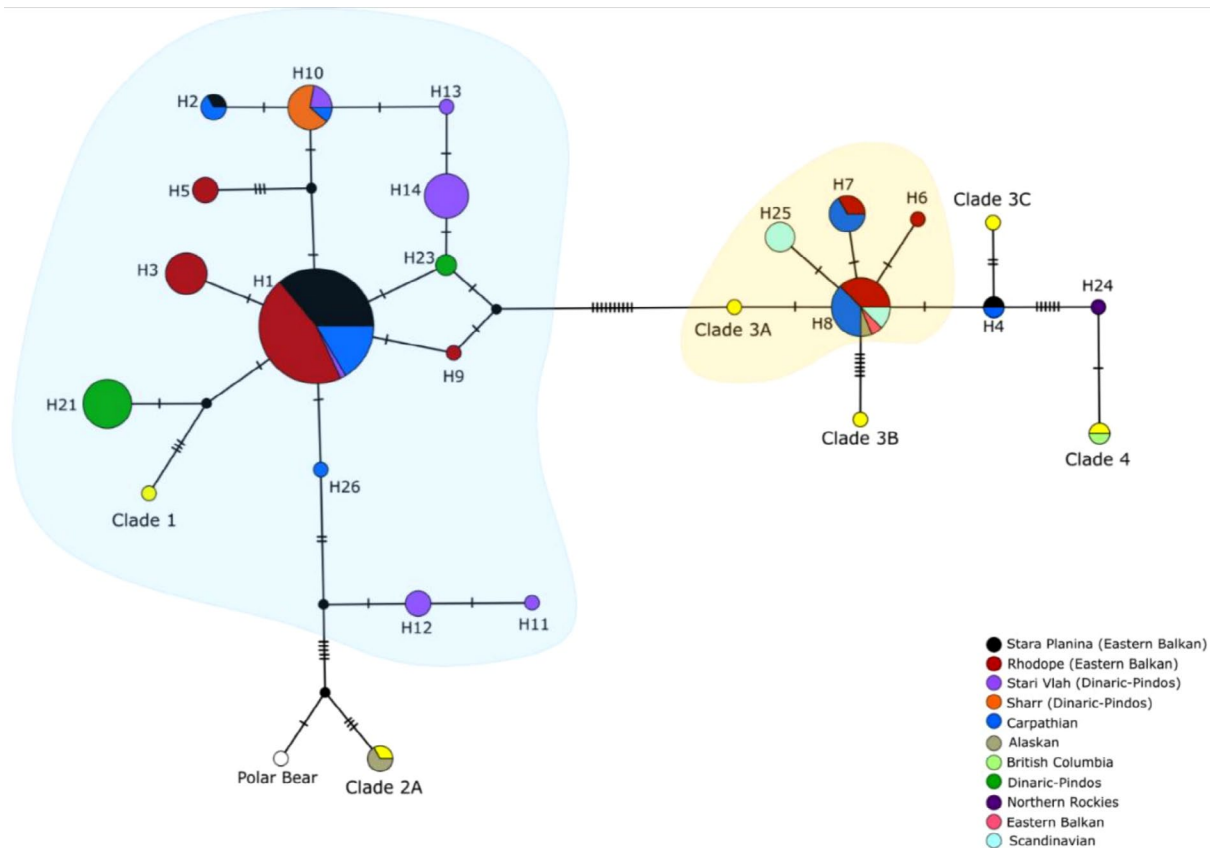 H10
H2
H13
H5
H14
H3
H1
H23
H9
H21
Clade 1
H26
H12
H11
Polar Bear
Clade 2A
H25
H7
H6
Clade 3C
H24
Clade 3A
H8
H4
Clade 3B
Clade 4
Stara Planina (Eastern Balkan)
Rhodope (Eastern Balkan)
Stari Vlah (Dinaric-Pindos)
Sharr (Dinaric-Pindos)
Carpathian
Alaskan
British Columbia
Dinaric-Pindos
Northern Rockies
Eastern Balkan
Scandinavian